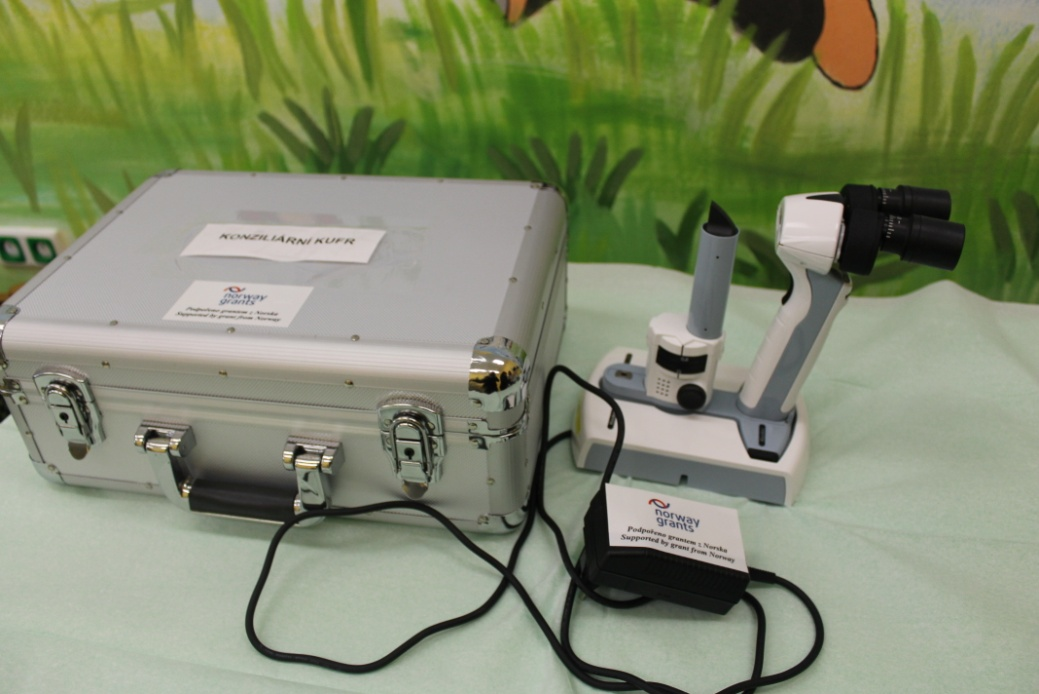 KONZILIÁRNÍ KUFR
norway
grants
Podpořeno grantem z Norska
Supported by grant from Norway
norway
grants
Podpořeno grantem z Norska
Supported by grant from Norway